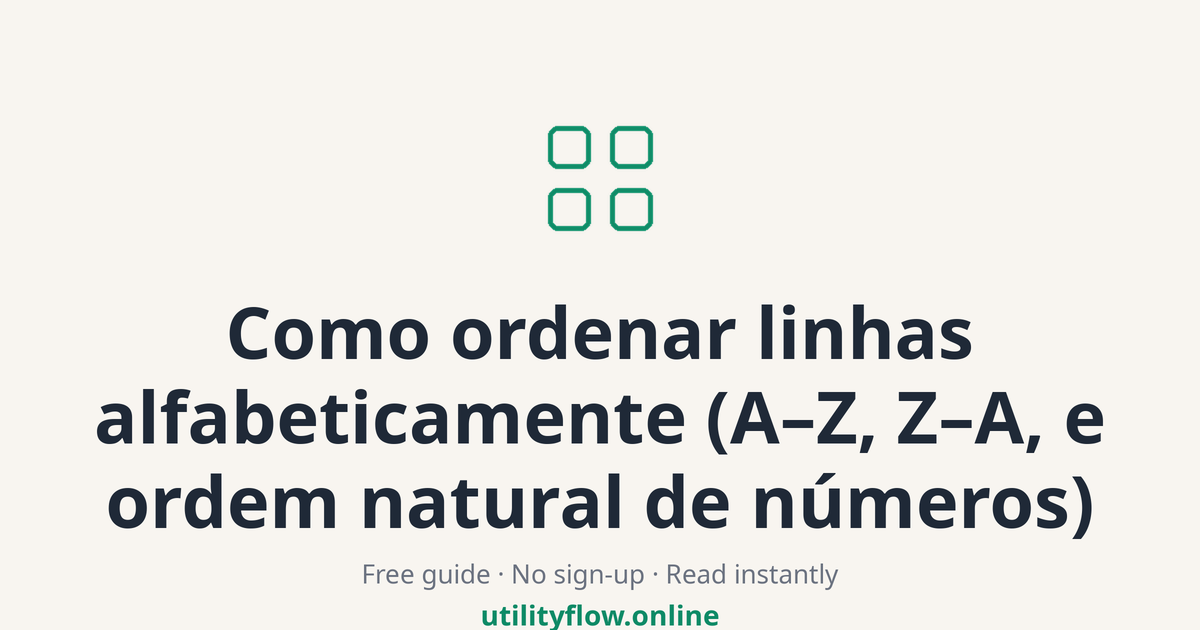 Como ordenar linhas
alfabeticamente (A–Z, Z–A, e
ordem natural de números)
Free guide · No sign-up · Read instantly
utilityflow.online